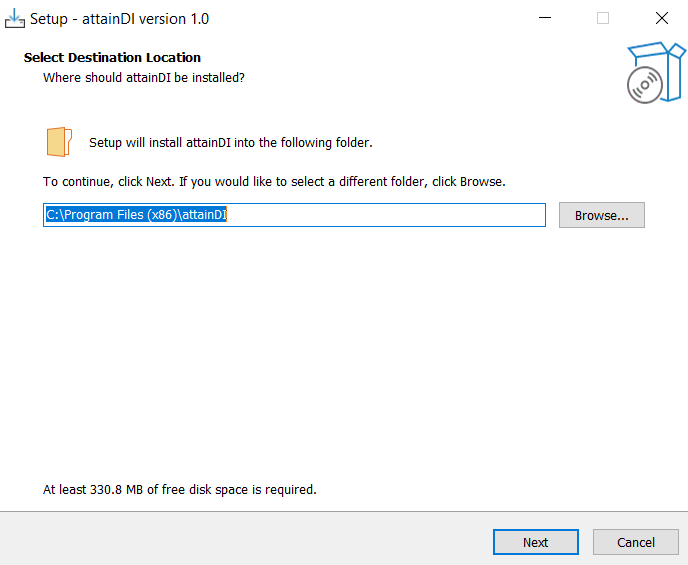 Setup - attainDI version 1.0
Select Destination Location
Where should attainDI be installed?
Setup will install attainDI into the following folder.
To continue, click Next. If you would like to select a different folder, click Browse.
C:\Program Files (x86)\attainDI
Browse...
At least 330.8 MB of free disk space is required.
Next
Cancel